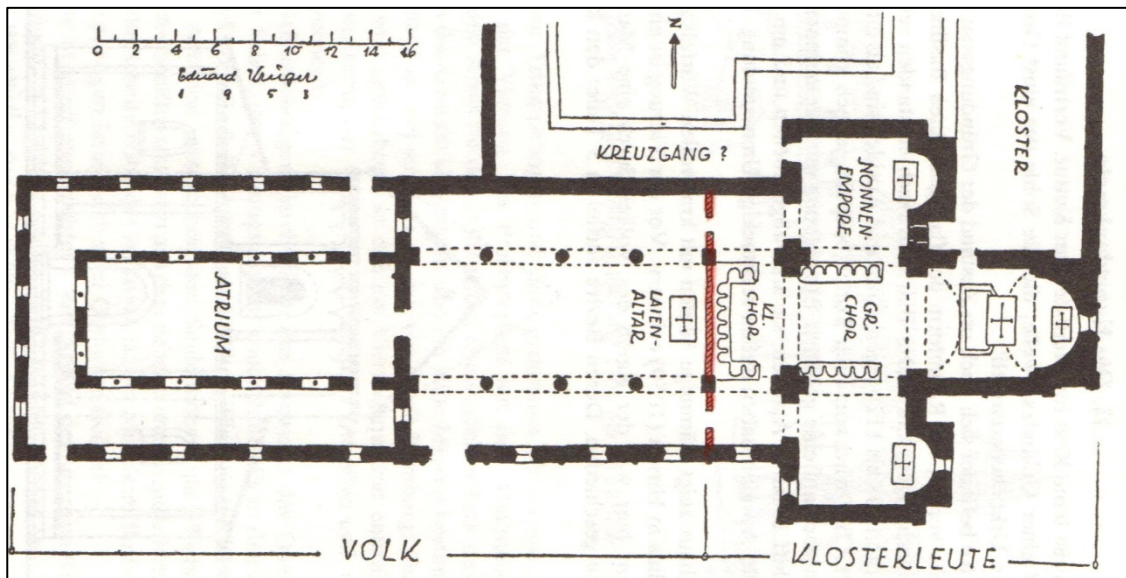 0 2 4 6 8 10 12 14 16
Eduard Krüger
1 9 5 3
N
KREUZGANG ?
KLOSTER
NONNEN-
EMPORE
ATRIUM
LAIEN-
ALTAR
KL.
CHOR
GR.
CHOR
VOLK
KLOSTERLEUTE